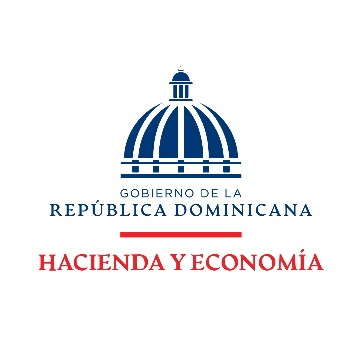 GOBIERNO DE LA
REPÚBLICA DOMINICANA
HACIENDA Y ECONOMÍA